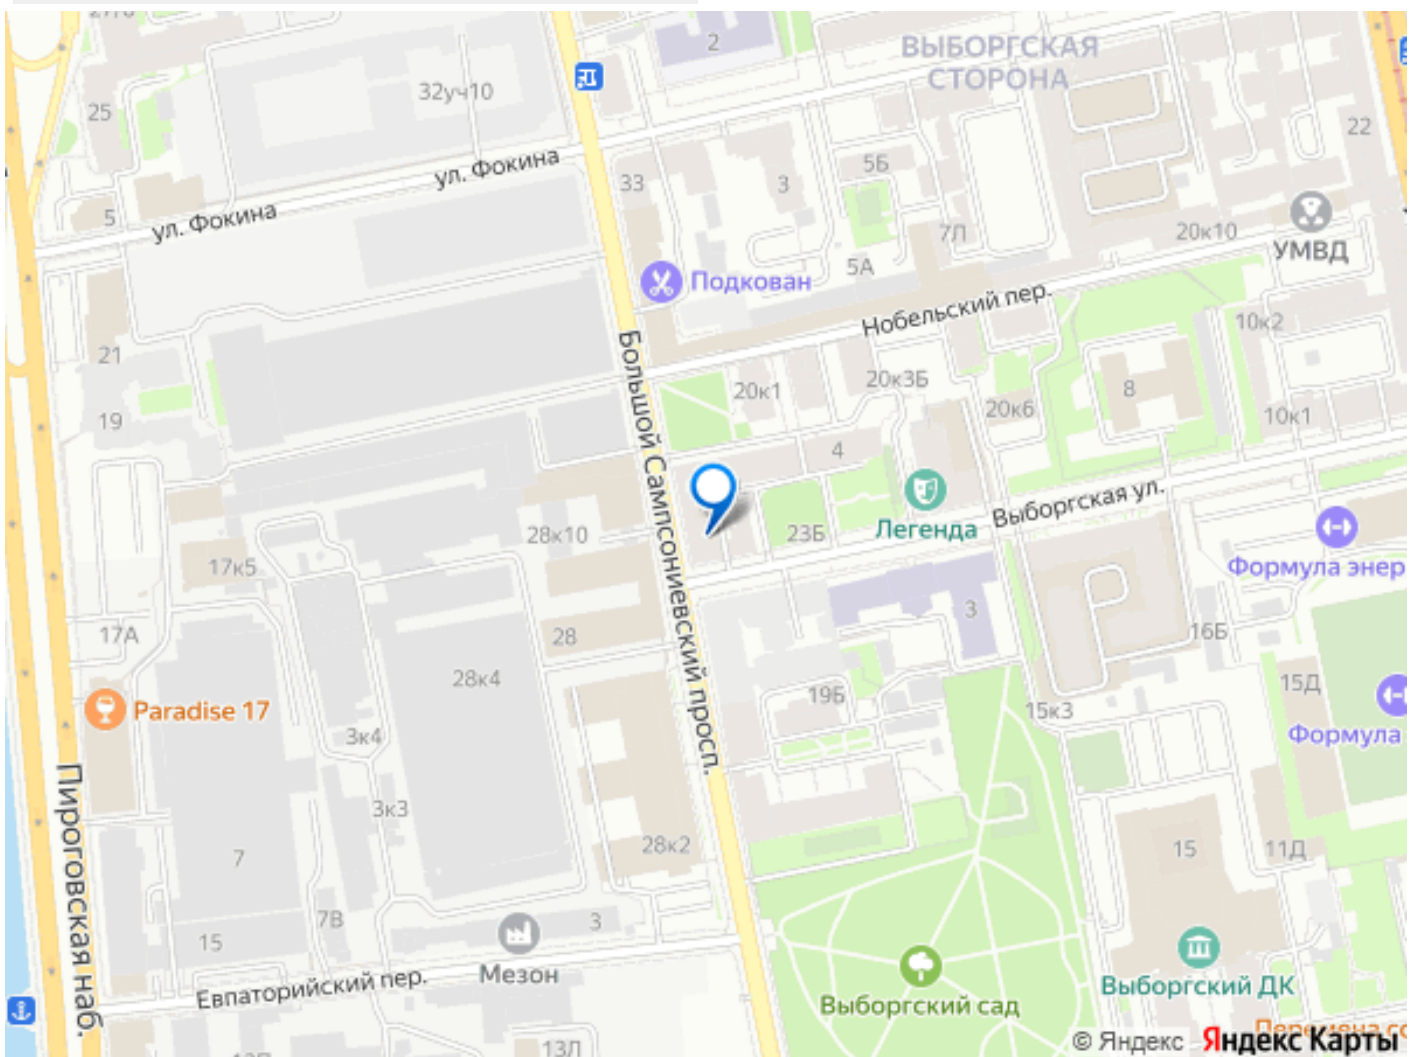 2
ВЫБОРГСКАЯ
СТОРОНА
32уч10
25
22
ул. Фокина
33
3
5Б
ул. Фокина
5
7Л
20к10
УМВД
Подкован
5А
Нобельский пер.
10к2
21
Большой Сампсониевский просп.
20к1
20к3Б
8
19
20к6
10к1
4
Выборгская ул.
28к10
23Б
Легенда
17к5
Формула энер
17А
28
3
16Б
28к4
19Б
15Д
Paradise 17
15к3
3к4
Формула
Пироговская наб.
3к3
28к2
15
11Д
7
7В
3
15
Мезон
Евпаторийский пер.
Выборгский ДК
Выборгский сад
13Л
© Яндекс Яндекс Карты